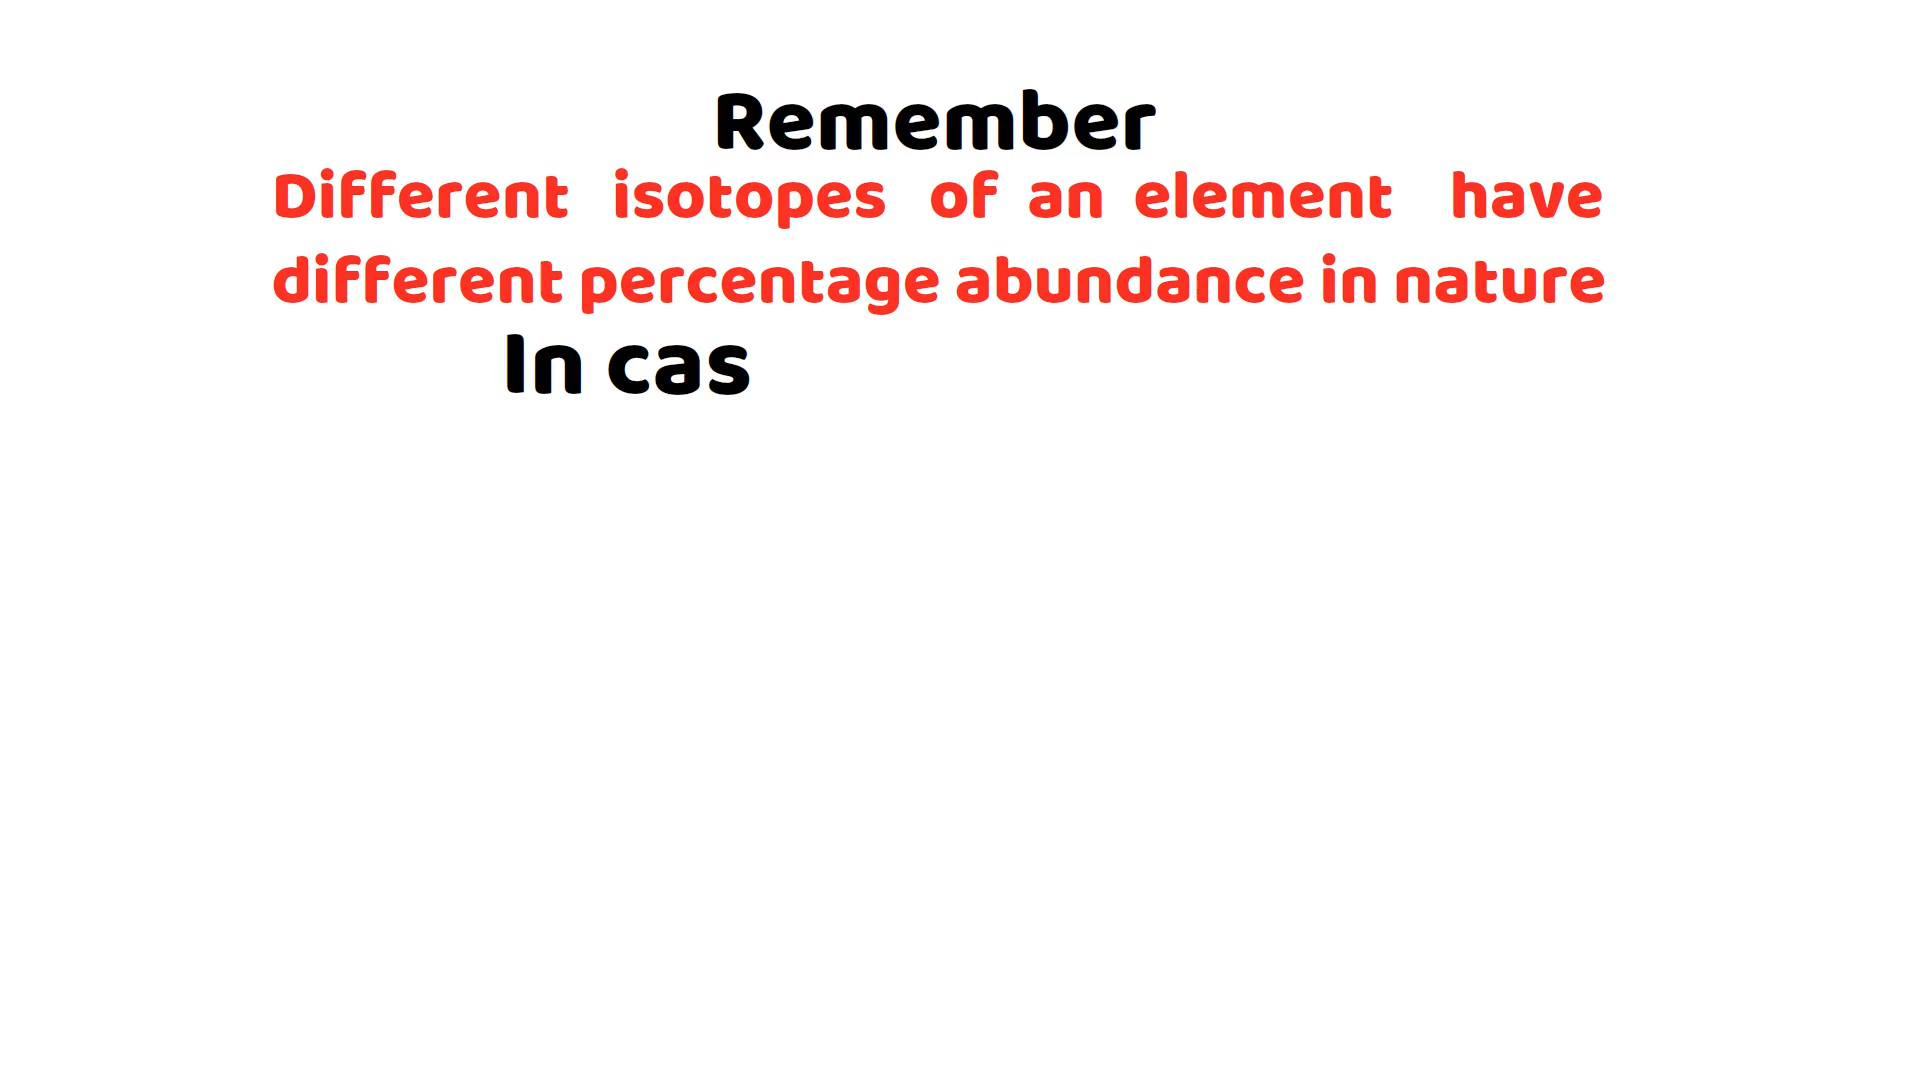 Remember
Different isotopes of an element have
different percentage abundance in nature
In cas